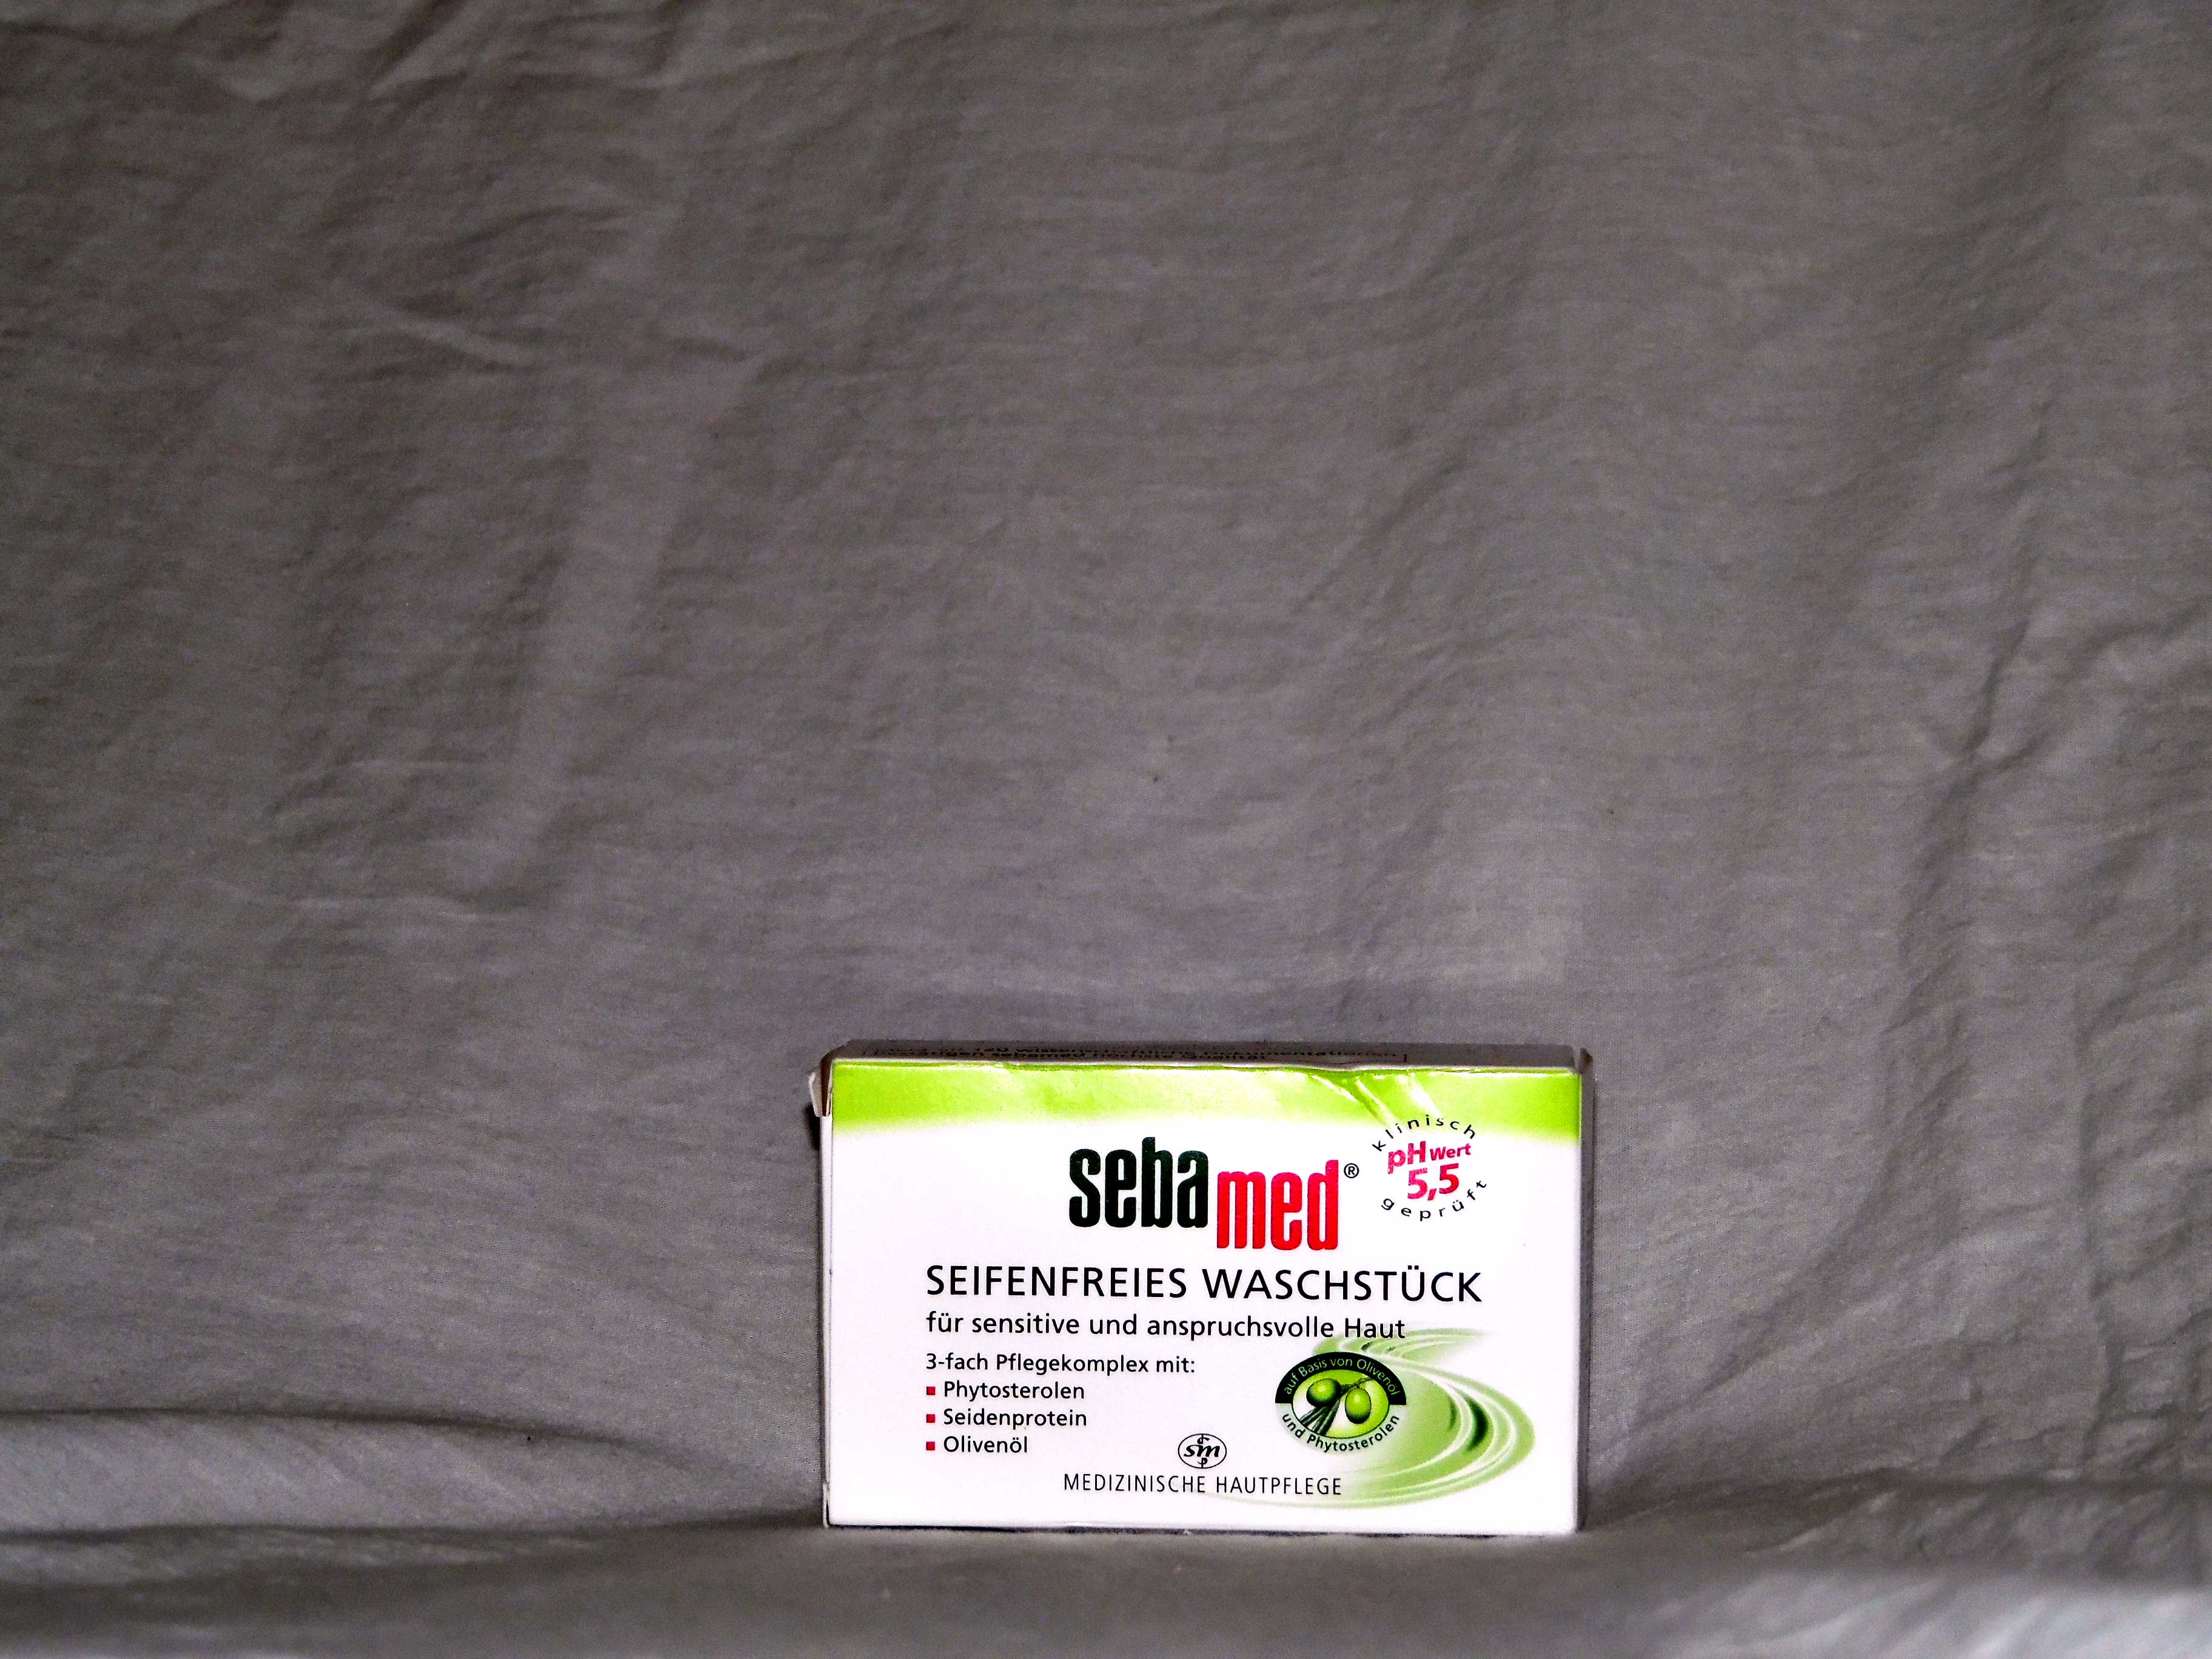 sebamed®
klinisch
pH Wert
5,5
geprüft
SEIFENFREIES WASCHSTÜCK
für sensitive und anspruchsvolle Haut
3-fach Pflegekomplex mit:
Phytosterolen
Seidenprotein
Olivenöl
auf Basis von Olivenöl
und Phytosterolen
sm
MEDIZINISCHE HAUTPFLEGE